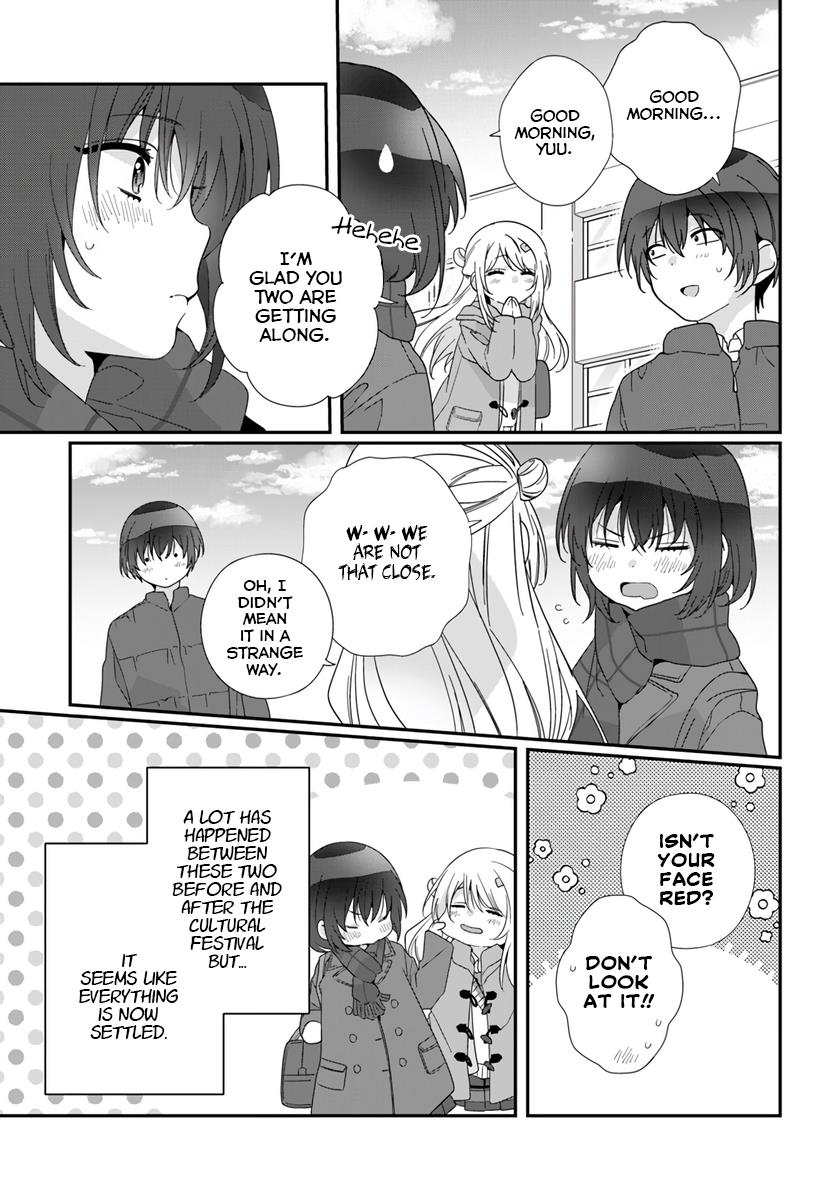 GOOD
MORNING...
GOOD
MORNING,
YUU.
Hehehe
I'M
GLAD YOU
TWO ARE
GETTING
ALONG.
W- W- WE
ARE NOT
THAT CLOSE.
OH, I
DIDN'T
MEAN
IT IN A
STRANGE
WAY.
ISN'T
YOUR
FACE
RED?
DON'T
LOOK
AT IT!!
A LOT HAS
HAPPENED
BETWEEN
THESE TWO
BEFORE AND
AFTER THE
CULTURAL
FESTIVAL
BUT...
IT
SEEMS LIKE
EVERYTHING
IS NOW
SETTLED.